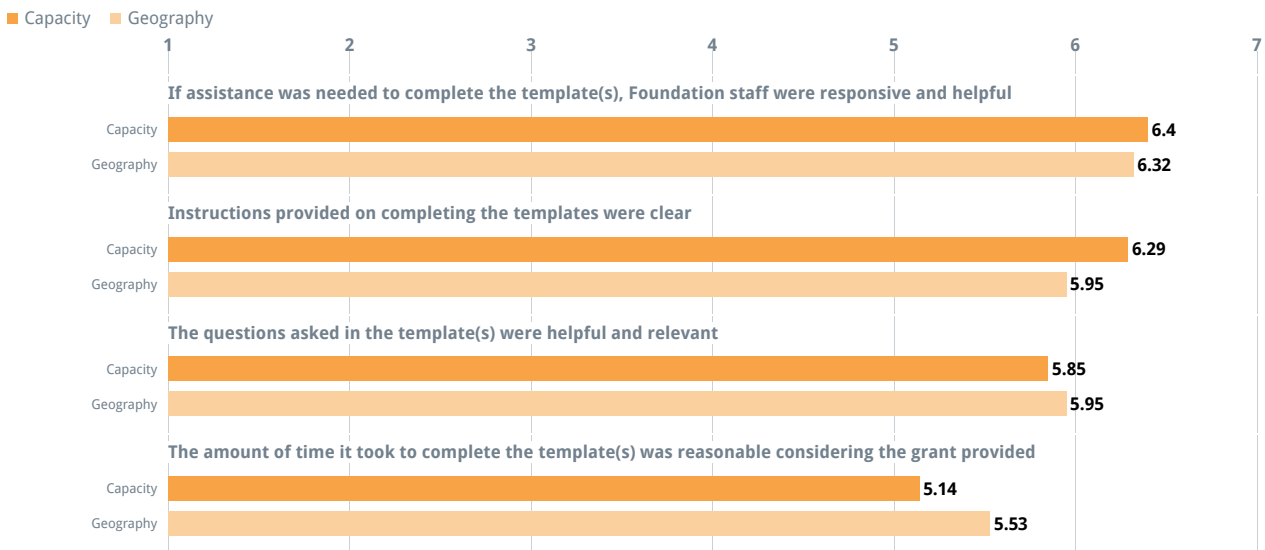 Capacity Geography
1 2 3 4 5 6 7
If assistance was needed to complete the template(s), Foundation staff were responsive and helpful
Capacity 6.4
Geography 6.32
Instructions provided on completing the templates were clear
Capacity 6.29
Geography 5.95
The questions asked in the template(s) were helpful and relevant
Capacity 5.85
Geography 5.95
The amount of time it took to complete the template(s) was reasonable considering the grant provided
Capacity 5.14
Geography 5.53